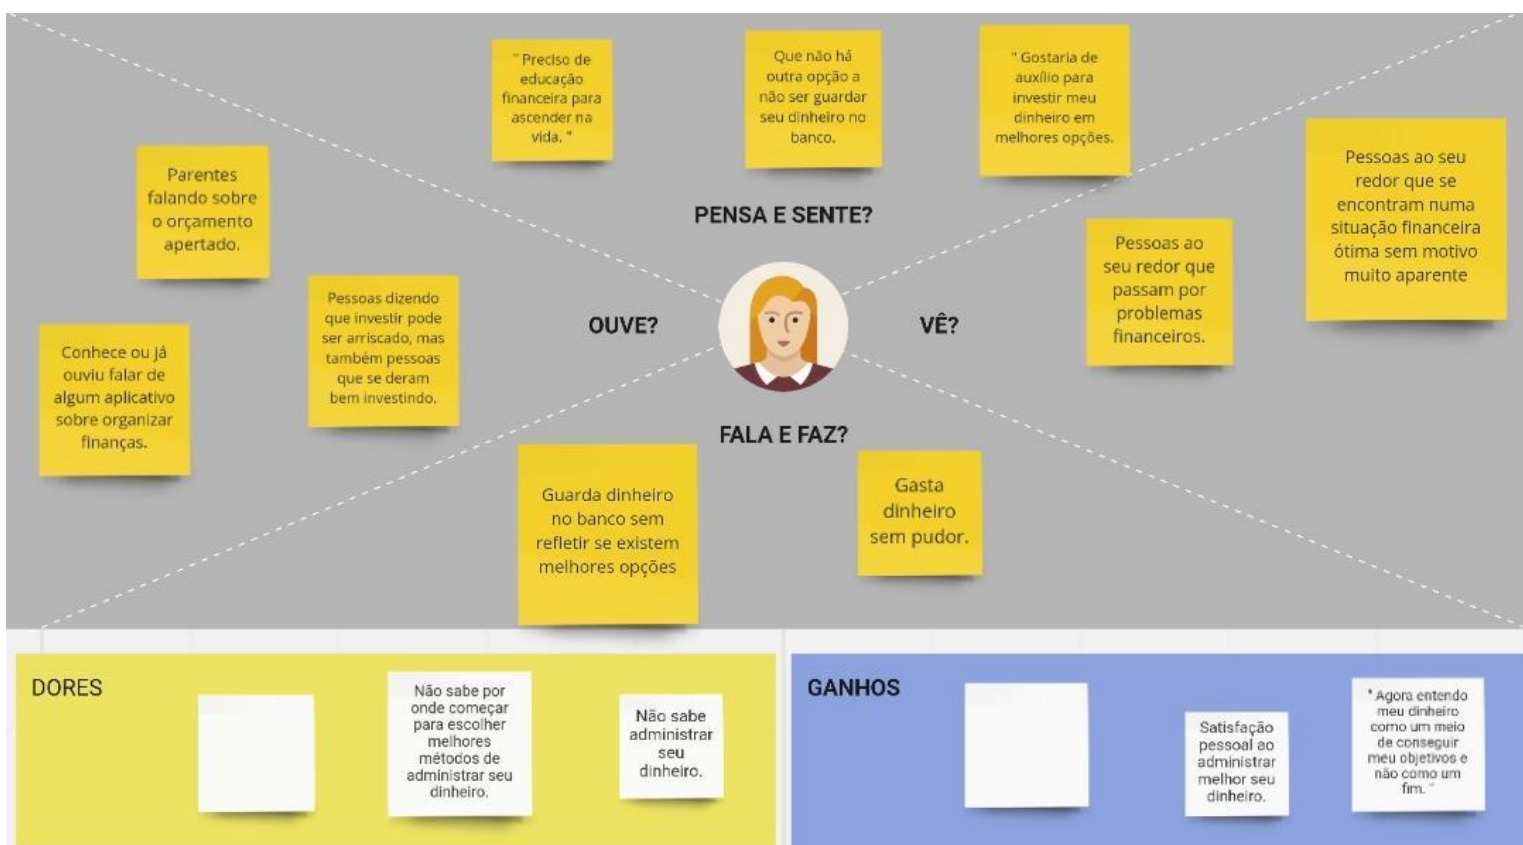 " Preciso de
educação
financeira para
ascender na
vida. "
Que não há
outra opção a
não ser guardar
seu dinheiro no
banco.
" Gostaria de
auxílio para
investir meu
dinheiro em
melhores opções.
PENSA E SENTE?
Parentes
falando sobre
o orçamento
apertado.
Pessoas dizendo
que investir pode
ser arriscado, mas
também pessoas
que se deram
bem investindo.
Conhece ou já
ouviu falar de
algum aplicativo
sobre organizar
finanças.
OUVE?
VÊ?
Pessoas ao
seu redor que
passam por
problemas
financeiros.
Pessoas ao seu
redor que se
encontram numa
situação financeira
ótima sem motivo
muito aparente
FALA E FAZ?
Guarda dinheiro
no banco sem
refletir se existem
melhores opções
Gasta
dinheiro
sem pudor.
DORES
Não sabe por
onde começar
para escolher
melhores
métodos de
administrar seu
dinheiro.
Não sabe
administrar
seu
dinheiro.
GANHOS
Satisfação
pessoal ao
administrar
melhor seu
dinheiro.
" Agora entendo
meu dinheiro
como um meio
de conseguir
meu objetivos e
não como um
fim. "